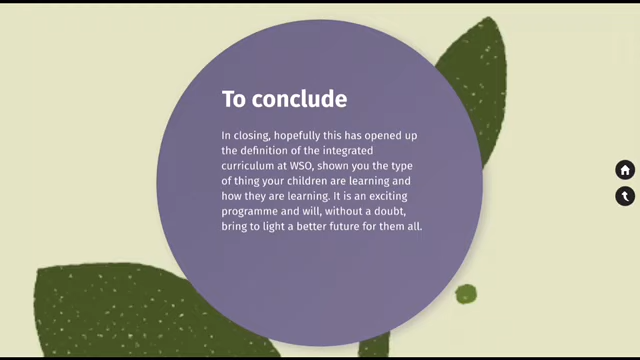 To conclude
In closing, hopefully this has opened up
the definition of the integrated
curriculum at WSO, shown you the type
of thing your children are learning and
how they are learning. It is an exciting
programme and will, without a doubt,
bring to light a better future for them all.